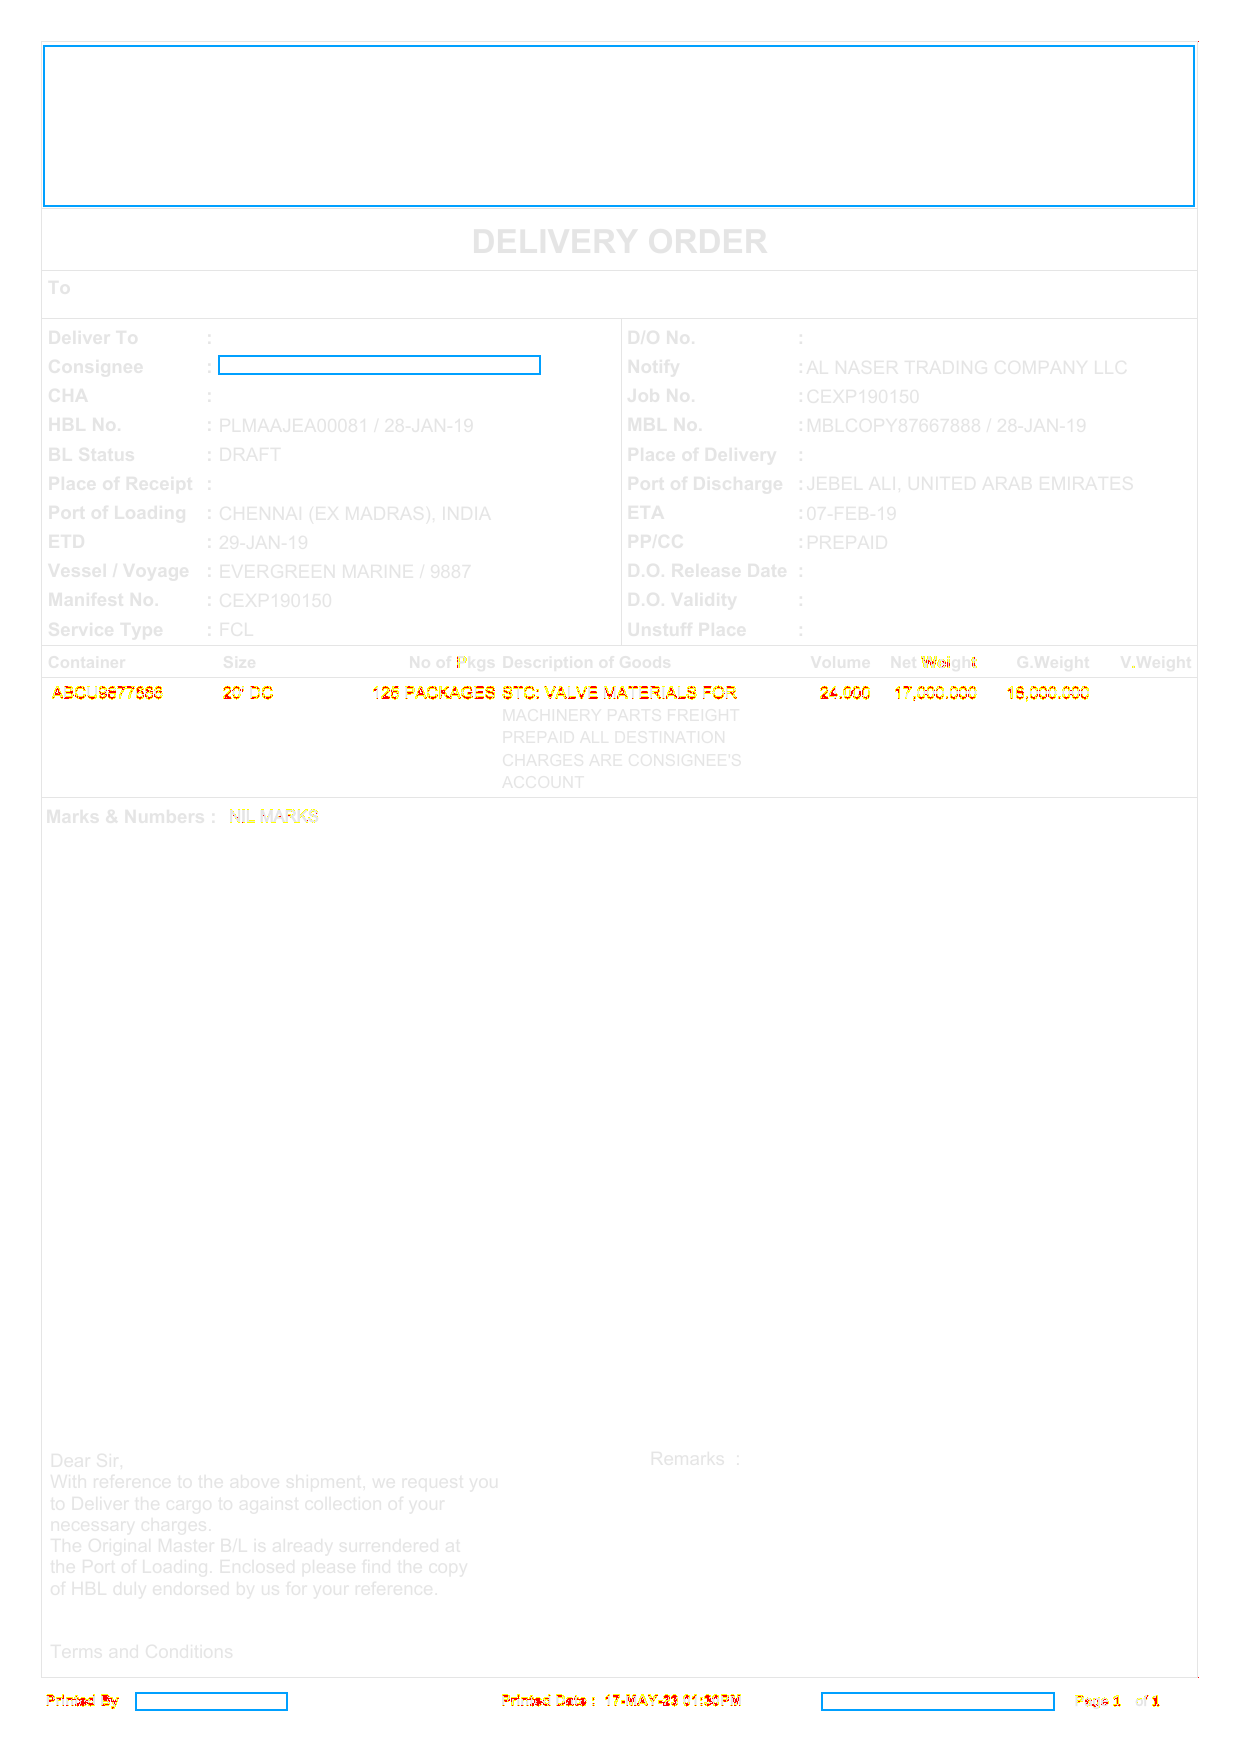 DELIVERY ORDER
To
Deliver To : D/O No. :
Consignee : Notify : AL NASER TRADING COMPANY LLC
CHA : Job No. : CEXP190150
HBL No. : PLMAAJEA00081 / 28-JAN-19 MBL No. : MBLCOPY87667888 / 28-JAN-19
BL Status : DRAFT Place of Delivery :
Place of Receipt : Port of Discharge : JEBEL ALI, UNITED ARAB EMIRATES
Port of Loading : CHENNAI (EX MADRAS), INDIA ETA : 07-FEB-19
ETD : 29-JAN-19 PP/CC : PREPAID
Vessel / Voyage : EVERGREEN MARINE / 9887 D.O. Release Date :
Manifest No. : CEXP190150 D.O. Validity :
Service Type : FCL Unstuff Place :
Container Size No of Pkgs Description of Goods Volume Net Weight G.Weight V.Weight
20' DC PACKAGES STC: VALVE MATERIALS FOR 24.000 17,000.000
MACHINERY PARTS FREIGHT
PREPAID ALL DESTINATION
CHARGES ARE CONSIGNEE'S
ACCOUNT
Marks & Numbers : NIL MARKS
Dear Sir, Remarks :
With reference to the above shipment, we request you
to Deliver the cargo to against collection of your
necessary charges.
The Original Master B/L is already surrendered at
the Port of Loading. Enclosed please find the copy
of HBL duly endorsed by us for your reference.
Terms and Conditions
Printed By Printed Date : Page 1 of 1